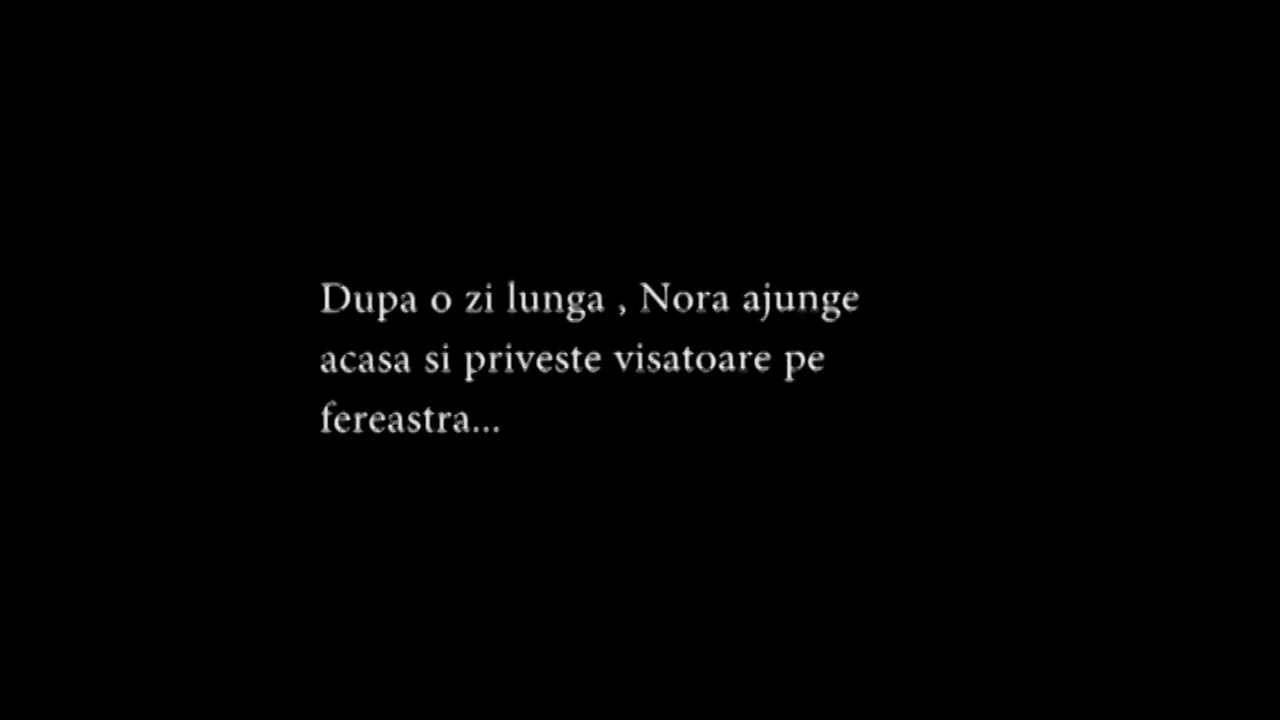 Dupa o zi lunga , Nora ajunge
acasa si priveste visatoare pe
fereastra...